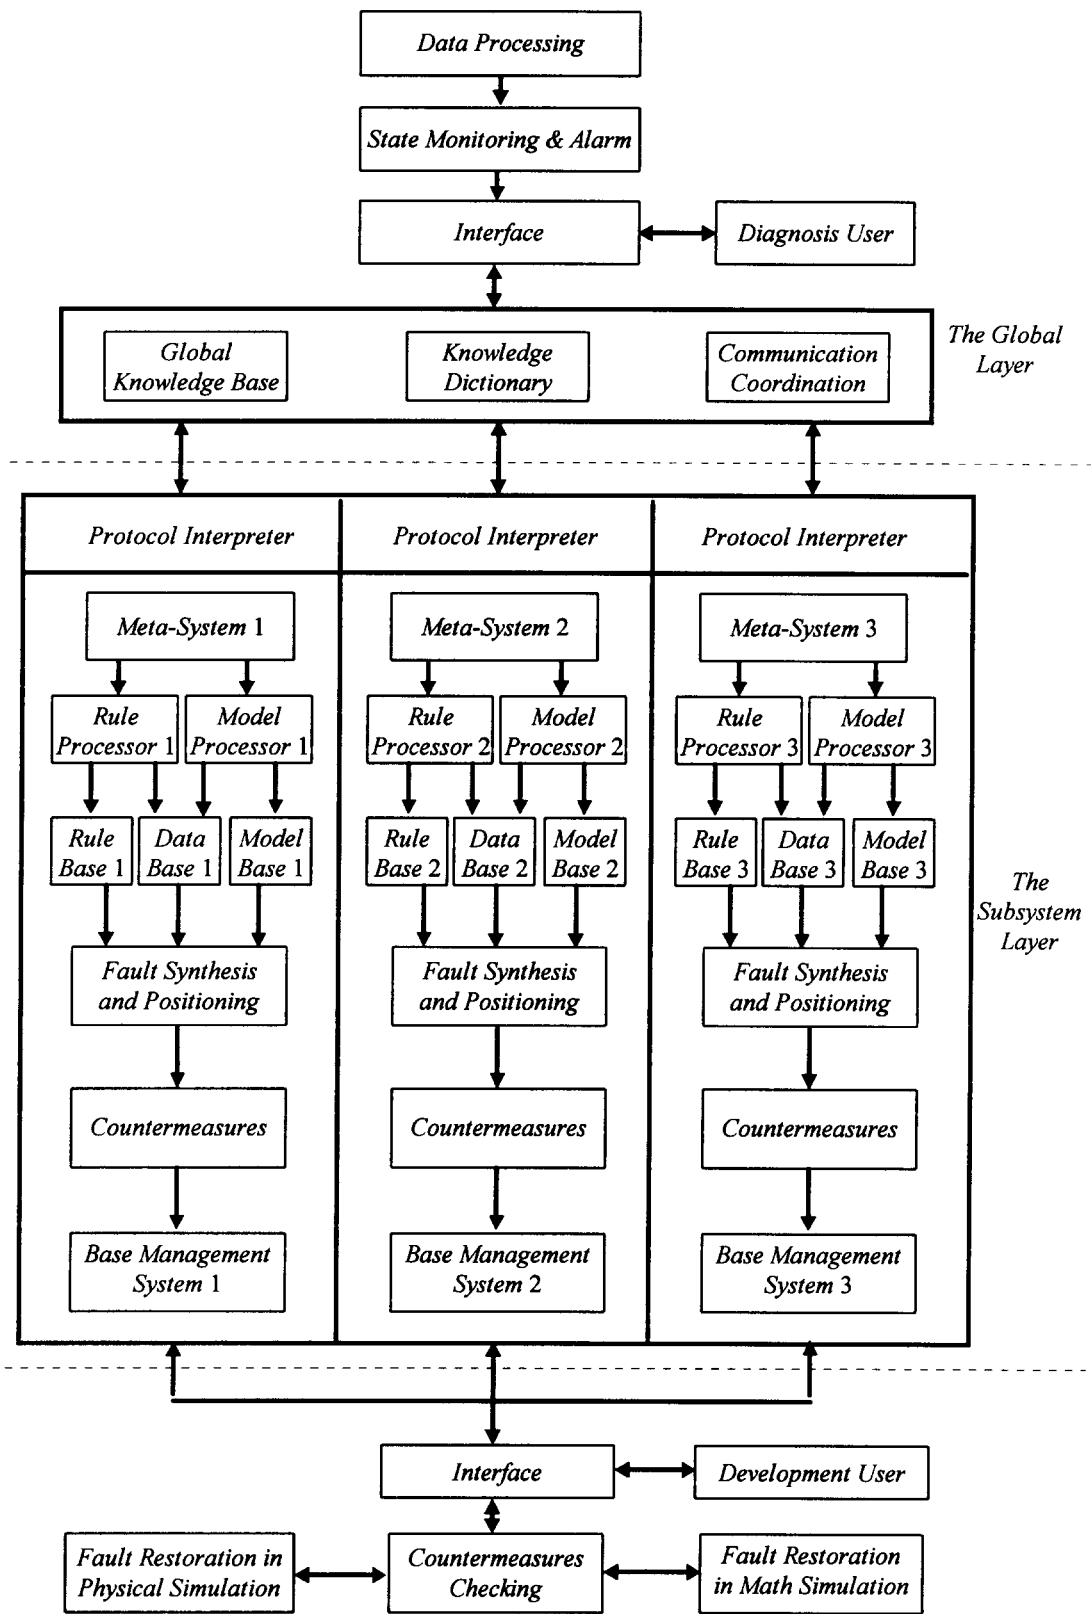 Data Processing
State Monitoring & Alarm
Interface
Diagnosis User
The Global
Layer
Global
Knowledge Base
Knowledge
Dictionary
Communication
Coordination
Protocol Interpreter
Protocol Interpreter
Protocol Interpreter
Meta-System 1
Meta-System 2
Meta-System 3
Rule
Processor 1
Model
Processor 1
Rule
Processor 2
Model
Processor 2
Rule
Processor 3
Model
Processor 3
Rule
Base 1
Data
Base 1
Model
Base 1
Rule
Base 2
Data
Base 2
Model
Base 2
Rule
Base 3
Data
Base 3
Model
Base 3
The
Subsystem
Layer
Fault Synthesis
and Positioning
Fault Synthesis
and Positioning
Fault Synthesis
and Positioning
Countermeasures
Countermeasures
Countermeasures
Base Management
System 1
Base Management
System 2
Base Management
System 3
Interface
Development User
Fault Restoration in
Physical Simulation
Countermeasures
Checking
Fault Restoration
in Math Simulation